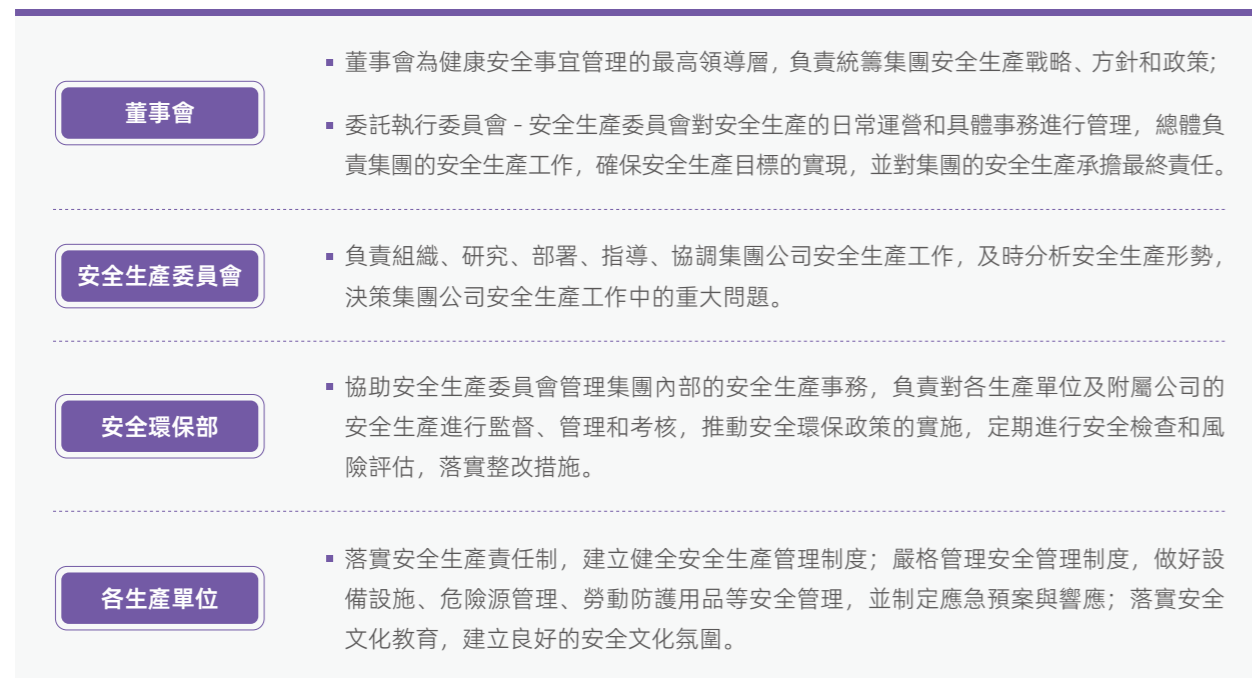 董事會
董事會為健康安全事宜管理的最高領導層，負責統籌集團安全生產戰略、方針和政策；
委託執行委員會 - 安全生產委員會對安全生產的日常運營和具體事務進行管理，總體負
責集團的安全生產工作，確保安全生產目標的實現，並對集團的安全生產承擔最終責任。
安全生產委員會
負責組織、研究、部署、指導、協調集團公司安全生產工作，及時分析安全生產形勢，
決策集團公司安全生產工作中的重大問題。
安全環保部
協助安全生產委員會管理集團內部的安全生產事務，負責對各生產單位及附屬公司的
安全生產進行監督、管理和考核，推動安全環保政策的實施，定期進行安全檢查和風
險評估，落實整改措施。
各生產單位
落實安全生產責任制，建立健全安全生產管理制度；嚴格管理安全管理制度，做好設
備設施、危險源管理、勞動防護用品等安全管理，並制定應急預案與響應；落實安全
文化教育，建立良好的安全文化氛圍。